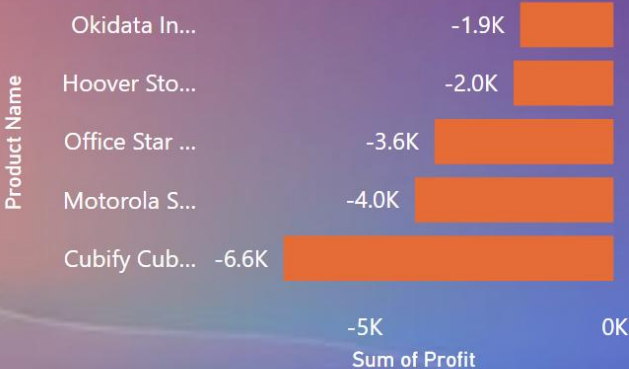 Product Name
Okidata In... -1.9K
Hoover Sto... -2.0K
Office Star ... -3.6K
Motorola S... -4.0K
Cubify Cub... -6.6K
-5K 0K
Sum of Profit